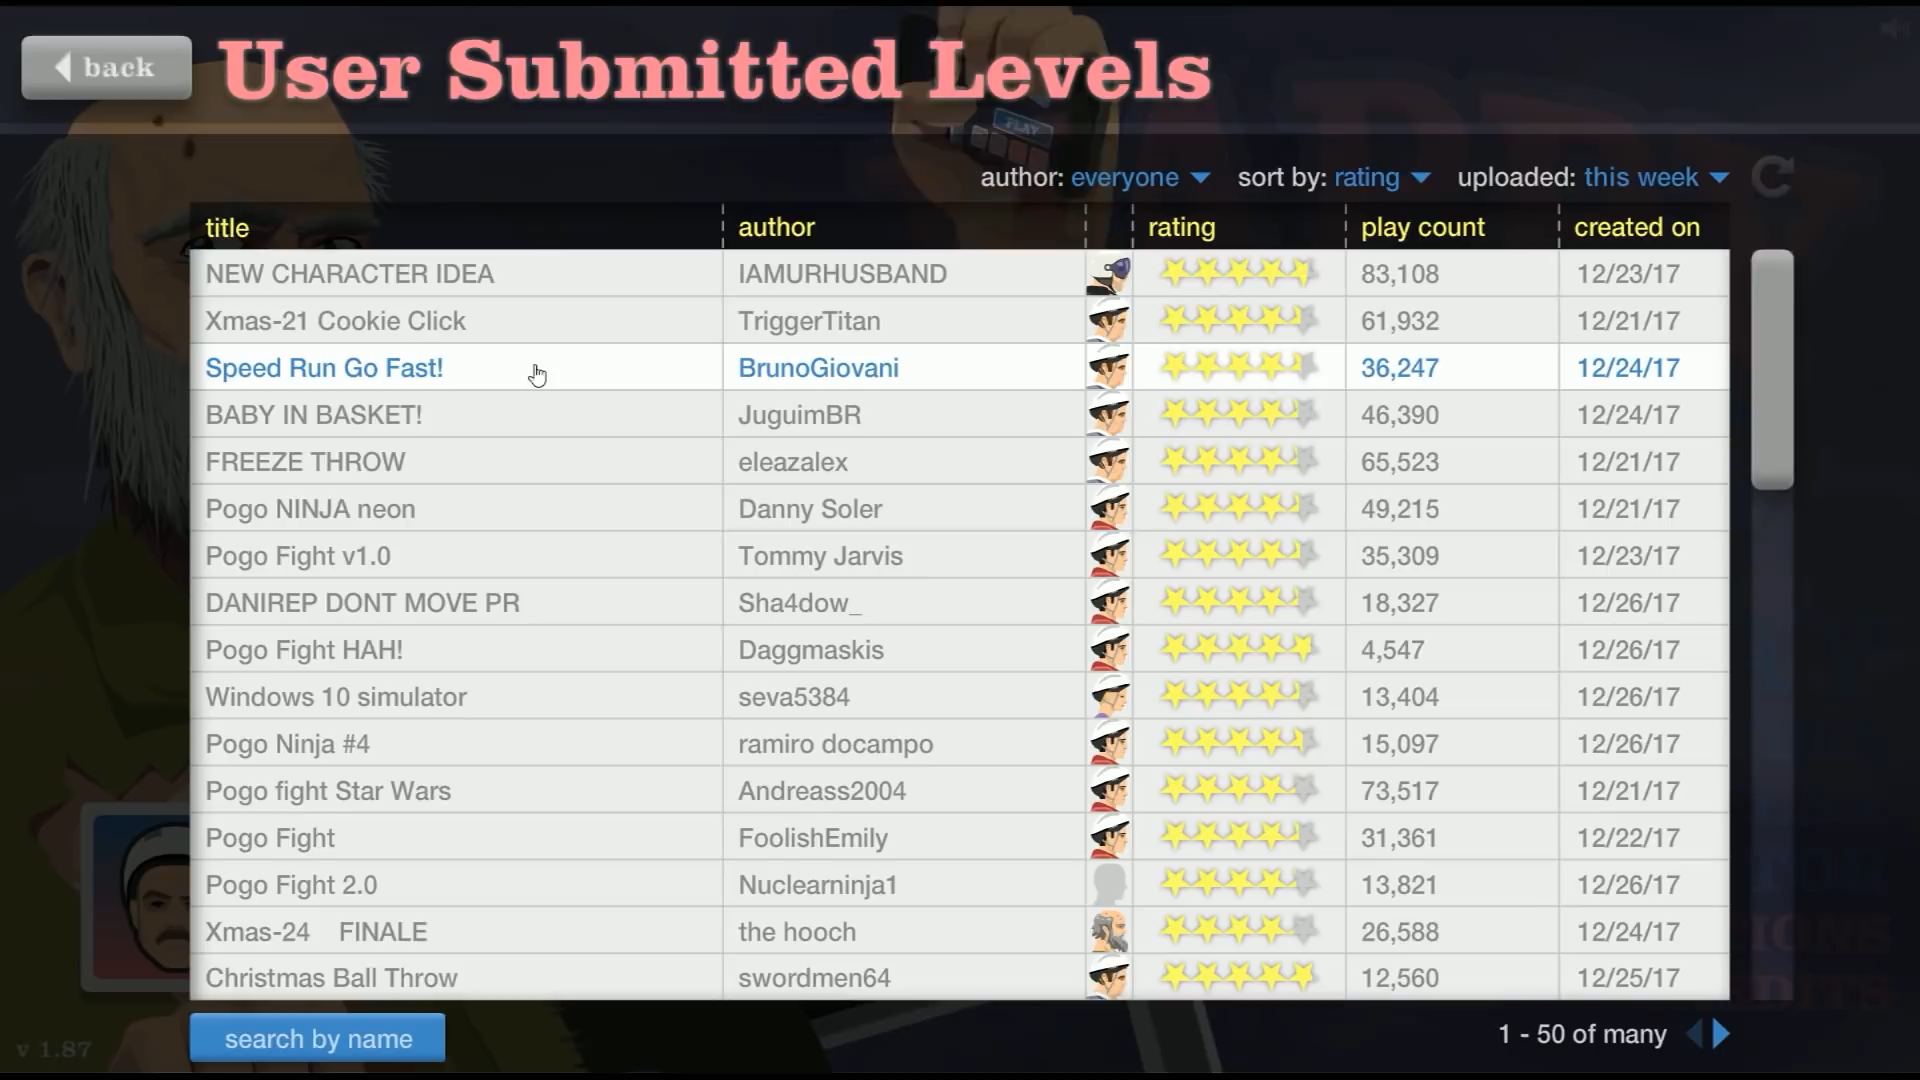 back
User Submitted Levels
PLAY
author: everyone sort by: rating uploaded: this week
title author rating play count created on
NEW CHARACTER IDEA IAMURHUSBAND 83,108 12/23/17
Xmas-21 Cookie Click TriggerTitan 61,932 12/21/17
Speed Run Go Fast! BrunoGiovani 36,247 12/24/17
BABY IN BASKET! JuguimBR 46,390 12/24/17
FREEZE THROW eleazalex 65,523 12/21/17
Pogo NINJA neon Danny Soler 49,215 12/21/17
Pogo Fight v1.0 Tommy Jarvis 35,309 12/23/17
DANIREP DONT MOVE PR Sha4dow_ 18,327 12/26/17
Pogo Fight HAH! Daggmaskis 4,547 12/26/17
Windows 10 simulator seva5384 13,404 12/26/17
Pogo Ninja #4 ramiro docampo 15,097 12/26/17
Pogo fight Star Wars Andreass2004 73,517 12/21/17
Pogo Fight FoolishEmily 31,361 12/22/17
Pogo Fight 2.0 Nuclearninja1 13,821 12/26/17
Xmas-24 FINALE the hooch 26,588 12/24/17
Christmas Ball Throw swordmen64 12,560 12/25/17
search by name 1 - 50 of many
v 1.87